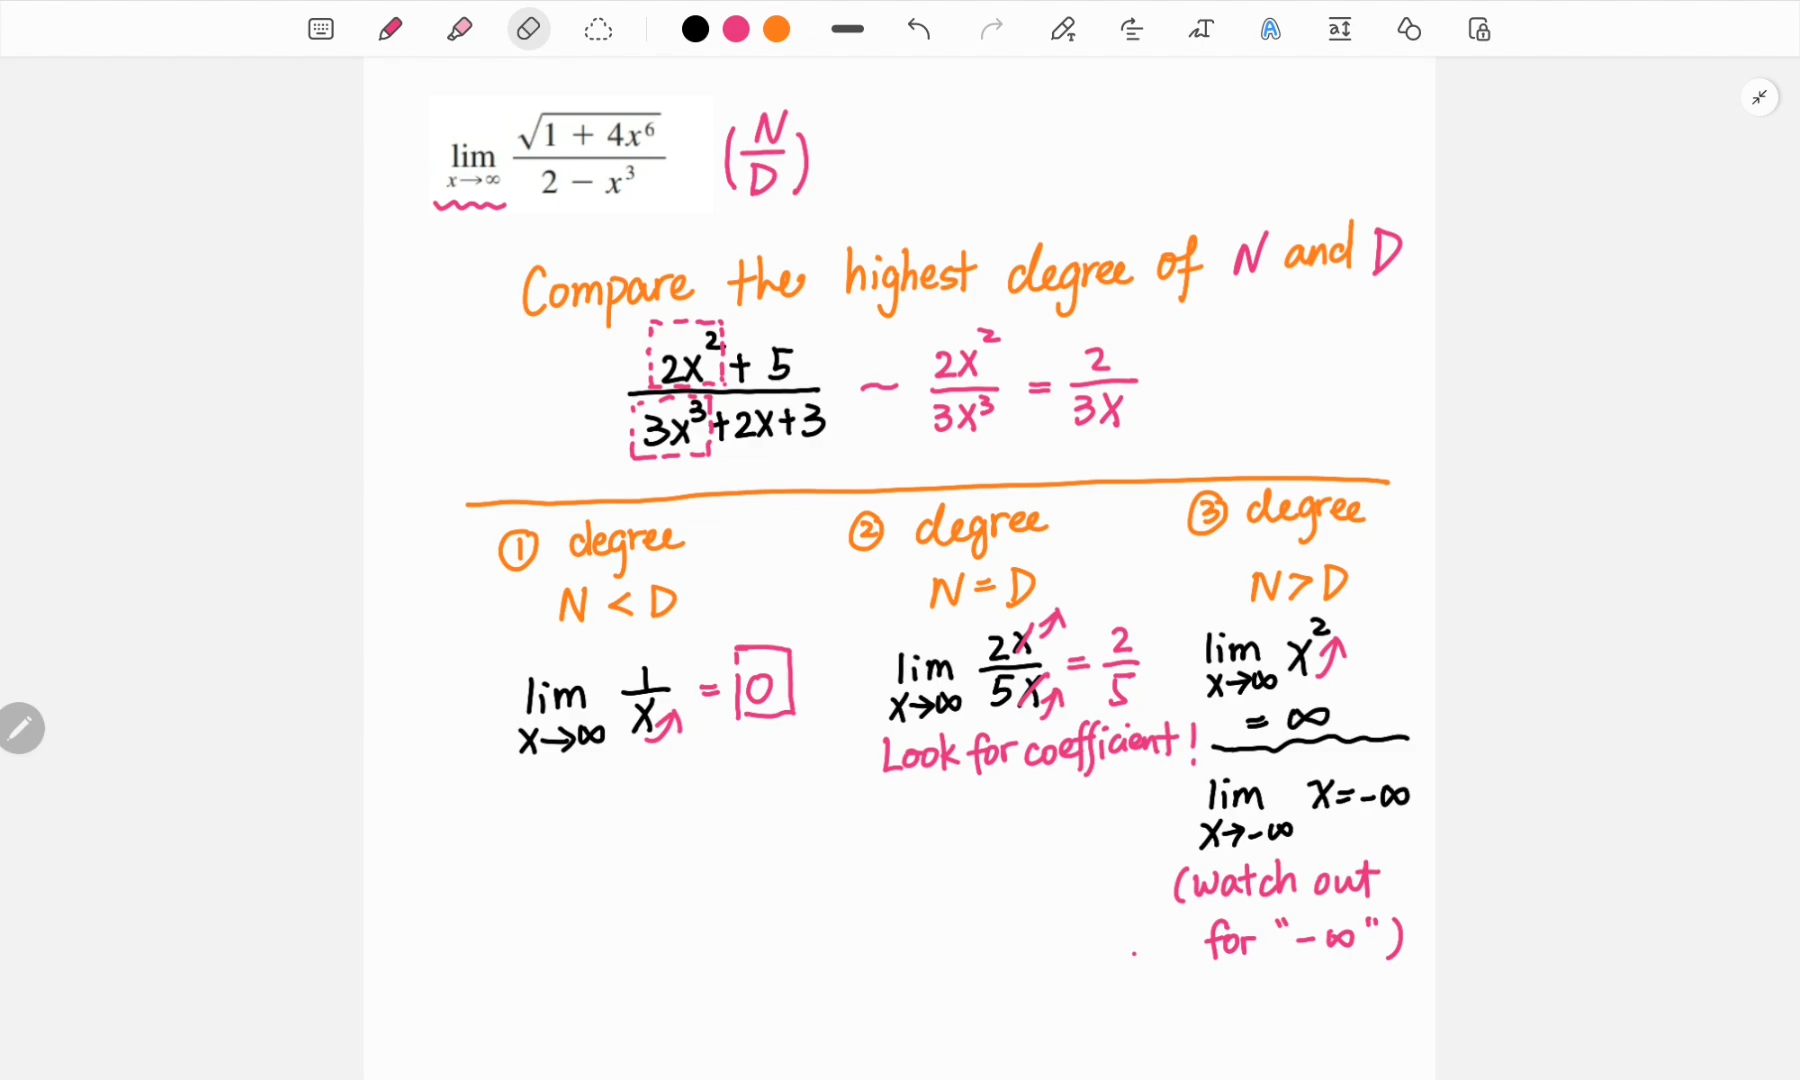 lim x→∞ √(1 + 4x⁶) / (2 − x³) (N/D)
Compare the highest degree of N and D
(2x² + 5) / (3x³ + 2x + 3) ~ 2x² / 3x³ = 2 / 3x
① degree
N < D
lim x→∞ 1/x = 0
② degree
N = D
lim x→∞ 2x / 5x = 2/5
Look for coefficient!
③ degree
N > D
lim x→∞ x²
= ∞
lim x→-∞ x = -∞
(watch out
for "-∞")